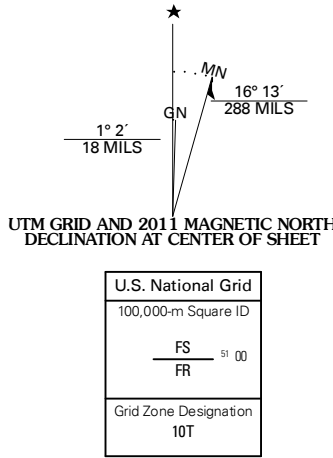 ★
MN
GN
16° 13´
288 MILS
1° 2´
18 MILS
UTM GRID AND 2011 MAGNETIC NORTH
DECLINATION AT CENTER OF SHEET
U.S. National Grid
100,000-m Square ID
FS
51 00
FR
Grid Zone Designation
10T